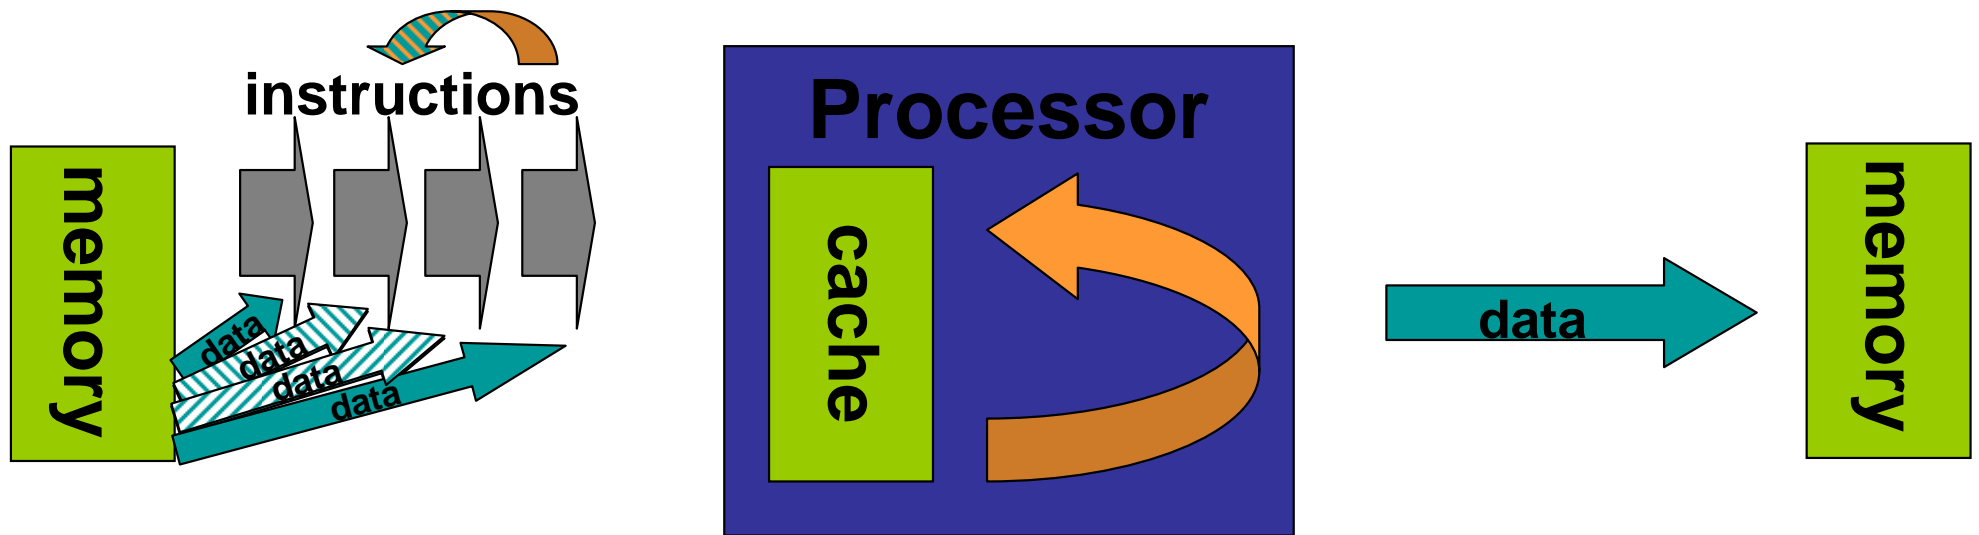 instructions
memory
data
data
data
data
Processor
cache
data
memory